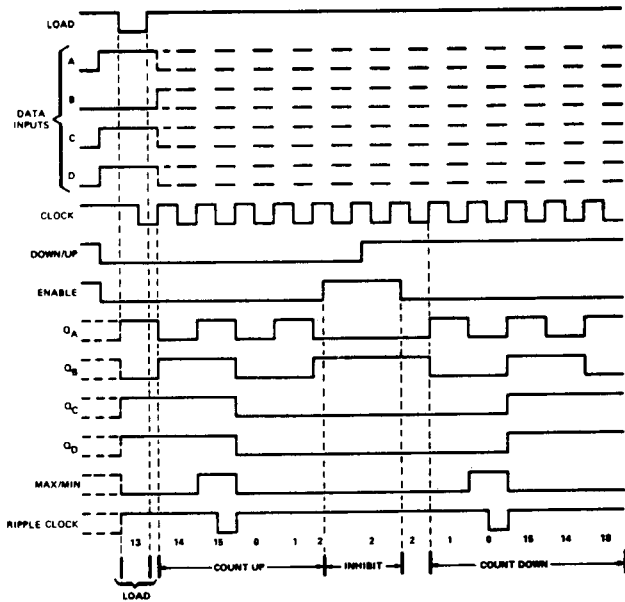 LOAD
A
B
DATA
INPUTS
C
D
CLOCK
DOWN/UP
ENABLE
QA
QB
QC
QD
MAX/MIN
RIPPLE CLOCK
13 14 15 0 1 2 2 2 1 0 15 14 13
COUNT UP INHIBIT COUNT DOWN
LOAD